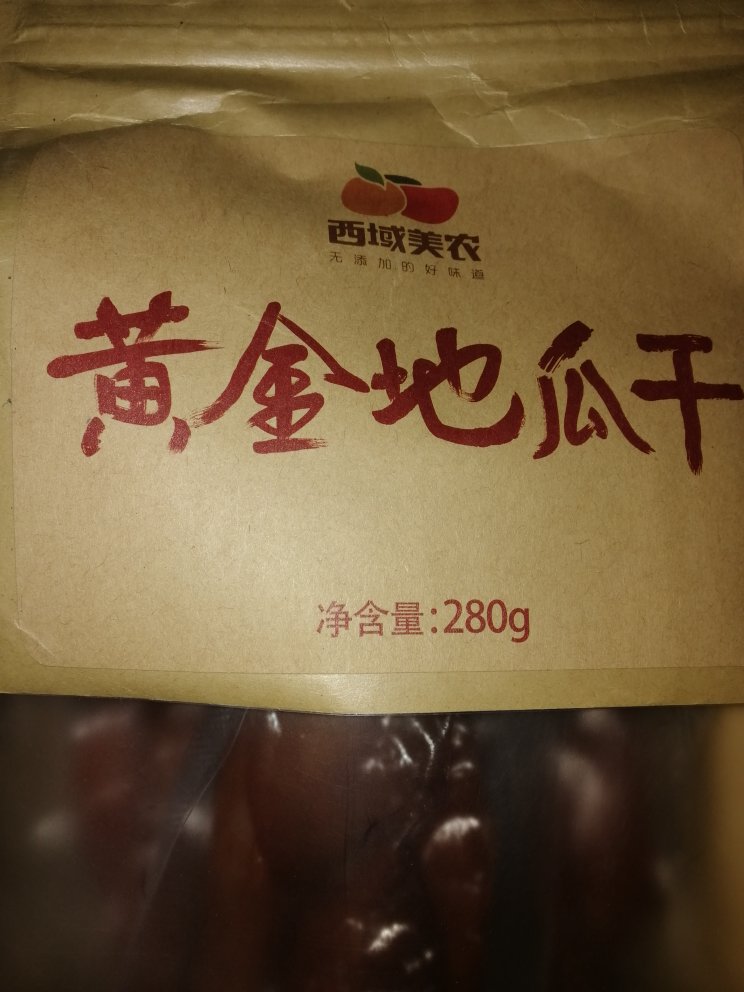 西域美农
无添加的好味道
黄金地瓜干
净含量:280g